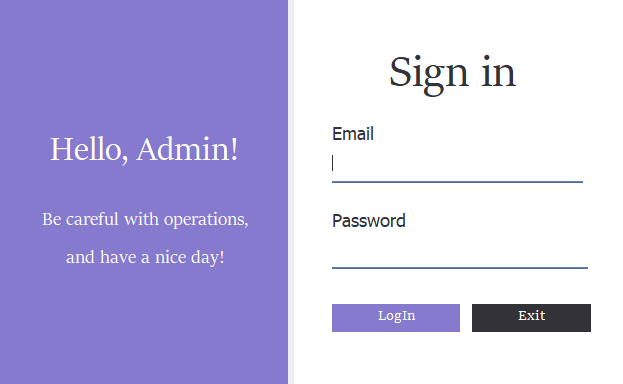 Hello, Admin!
Be careful with operations,
and have a nice day!
Sign in
Email
Password
LogIn
Exit